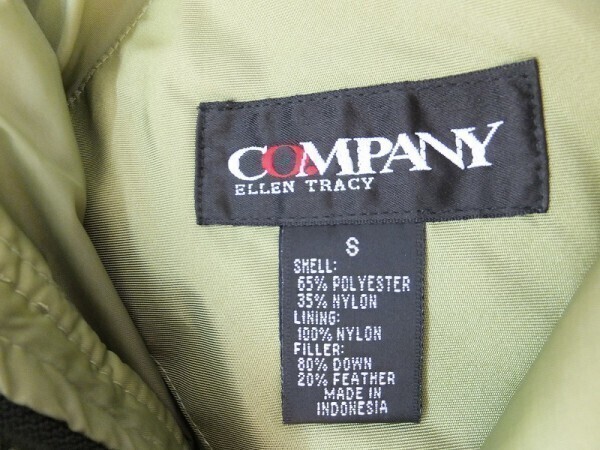 COMPANY
ELLEN TRACY
S
SHELL:
65% POLYESTER
35% NYLON
LINING:
100% NYLON
FILLER:
80% DOWN
20% FEATHER
MADE IN
INDONESIA